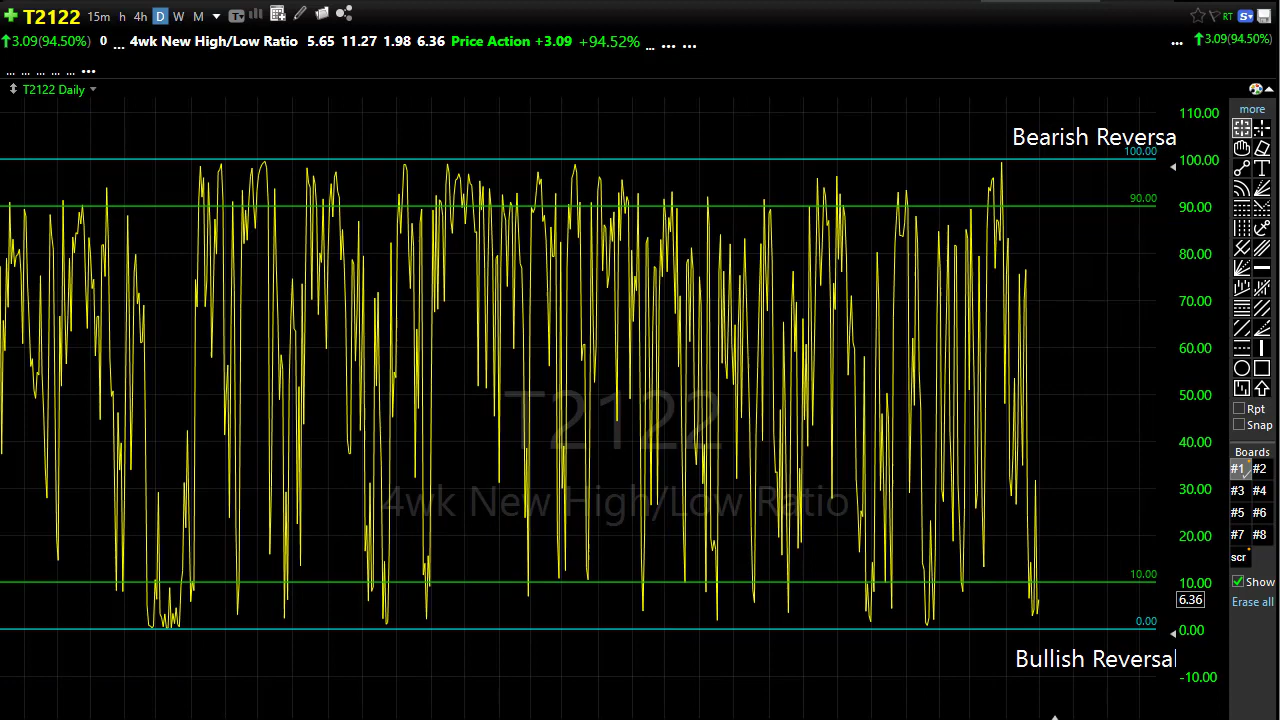 T2122 15m h 4h D W M T
RT S
3.09(94.50%) 0 ... 4wk New High/Low Ratio 5.65 11.27 1.98 6.36 Price Action +3.09 +94.52% ... ... ...
... 3.09(94.50%)
... ... ... ... ... ...
T2122 Daily
more
110.00
Bearish Reversa
100.00
100.00
90.00
90.00
80.00
70.00
60.00
50.00
40.00
30.00
20.00
10.00
10.00
6.36
0.00
0.00
Bullish Reversal
-10.00
T2122
4wk New High/Low Ratio
Rpt
Snap
Boards
#1 #2
#3 #4
#5 #6
#7 #8
scr
Show
Erase all